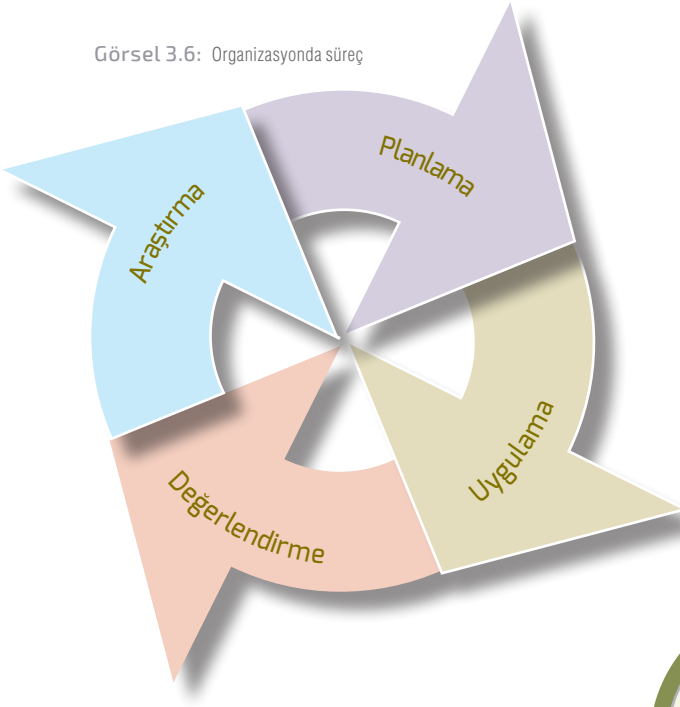 Görsel 3.6: Organizasyonda süreç
Araştırma
Planlama
Uygulama
Değerlendirme